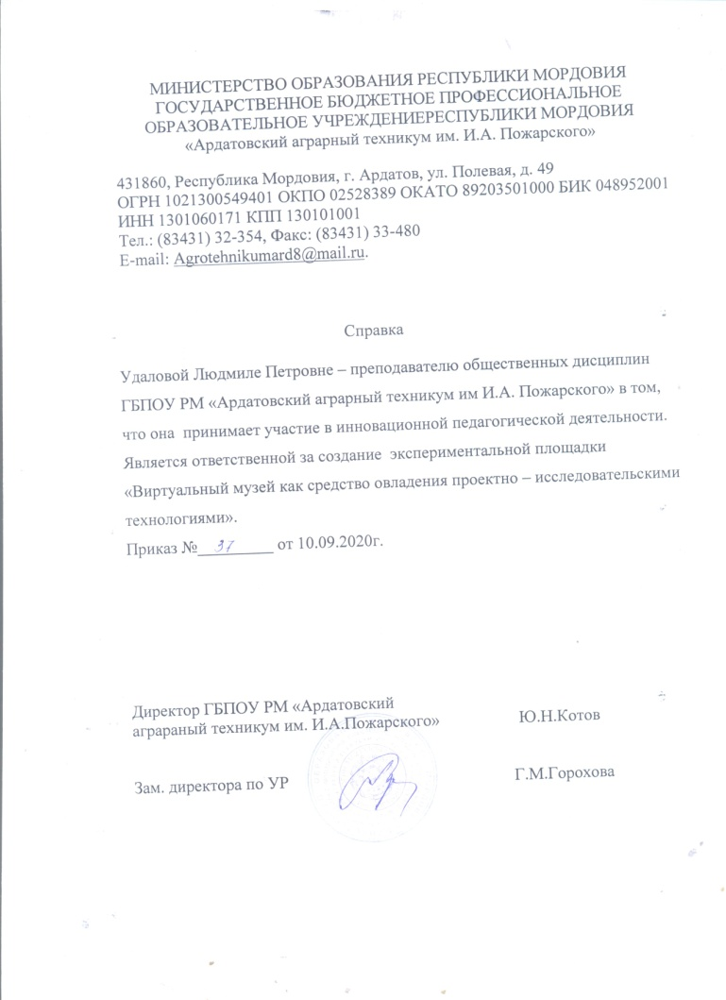 МИНИСТЕРСТВО ОБРАЗОВАНИЯ РЕСПУБЛИКИ МОРДОВИЯ
ГОСУДАРСТВЕННОЕ БЮДЖЕТНОЕ ПРОФЕССИОНАЛЬНОЕ
ОБРАЗОВАТЕЛЬНОЕ УЧРЕЖДЕНИЕРЕСПУБЛИКИ МОРДОВИЯ
«Ардатовский аграрный техникум им. И.А. Пожарского»
431860, Республика Мордовия, г. Ардатов, ул. Полевая, д. 49
ОГРН 1021300549401 ОКПО 02528389 ОКАТО 89203501000 БИК 048952001
ИНН 1301060171 КПП 130101001
Тел.: (83431) 32-354, Факс: (83431) 33-480
E-mail: Agrotehnikumard8@mail.ru.
Справка
Удаловой Людмиле Петровне – преподавателю общественных дисциплин
ГБПОУ РМ «Ардатовский аграрный техникум им И.А. Пожарского» в том,
что она принимает участие в инновационной педагогической деятельности.
Является ответственной за создание экспериментальной площадки
«Виртуальный музей как средство овладения проектно – исследовательскими
технологиями».
Приказ № 37 от 10.09.2020г.
Директор ГБПОУ РМ «Ардатовский
аграраный техникум им. И.А.Пожарского» Ю.Н.Котов
Зам. директора по УР Г.М.Горохова